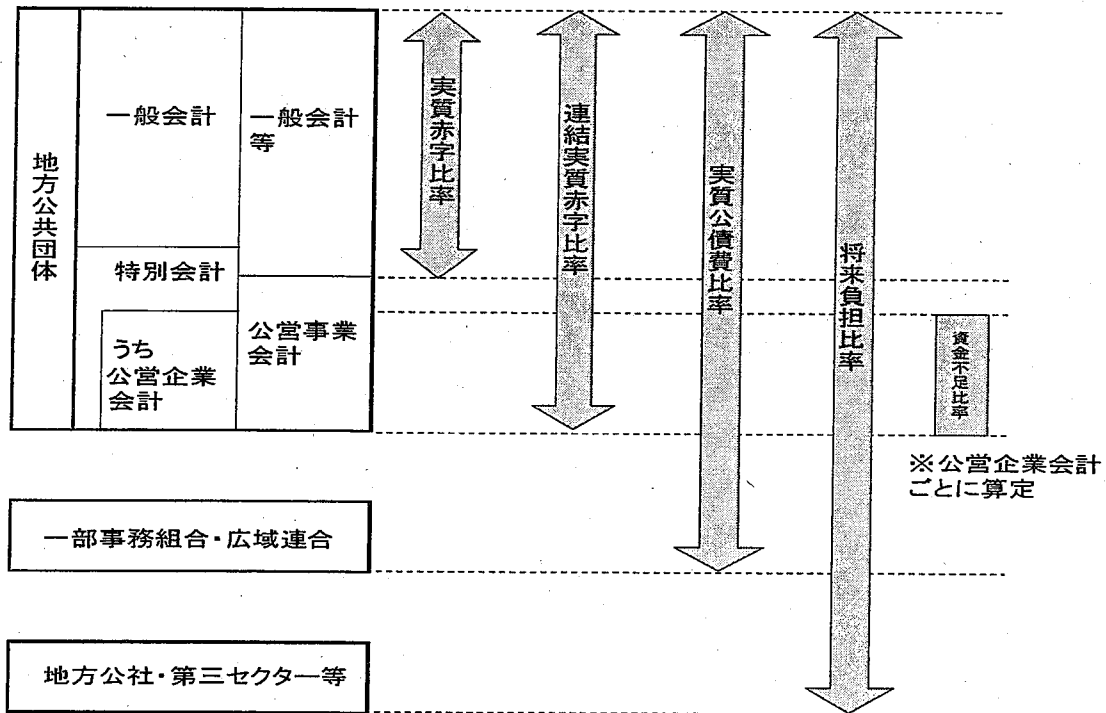 地方公共団体
一般会計
一般会計
等
特別会計
うち
公営企業
会計
公営事業
会計
実質赤字比率
連結実質赤字比率
実質公債費比率
将来負担比率
資金不足比率
※公営企業会計
ごとに算定
一部事務組合・広域連合
地方公社・第三セクター等